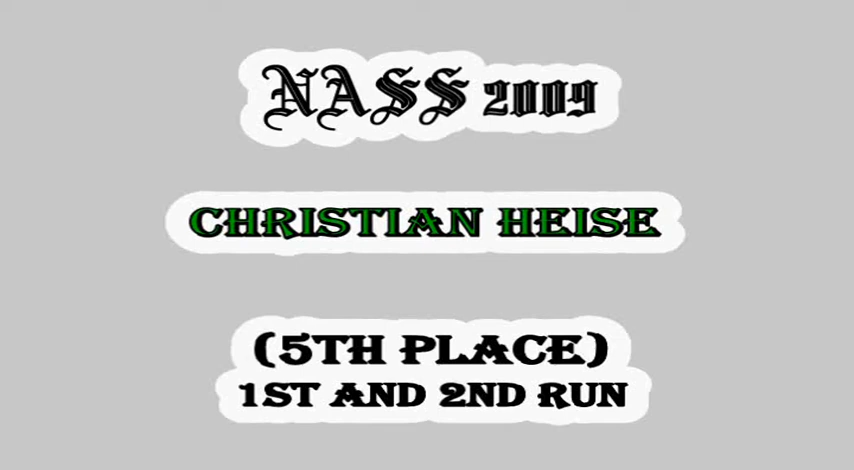 NASS 2009
CHRISTIAN HEISE
(5TH PLACE)
1ST AND 2ND RUN